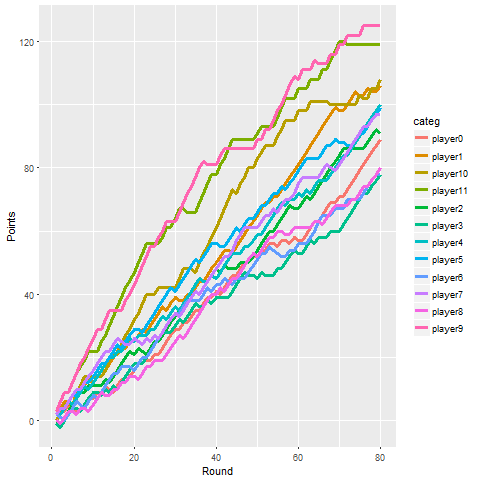 120
80
40
0
Points
0
20
40
60
80
Round
categ
player0
player1
player10
player11
player2
player3
player4
player5
player6
player7
player8
player9